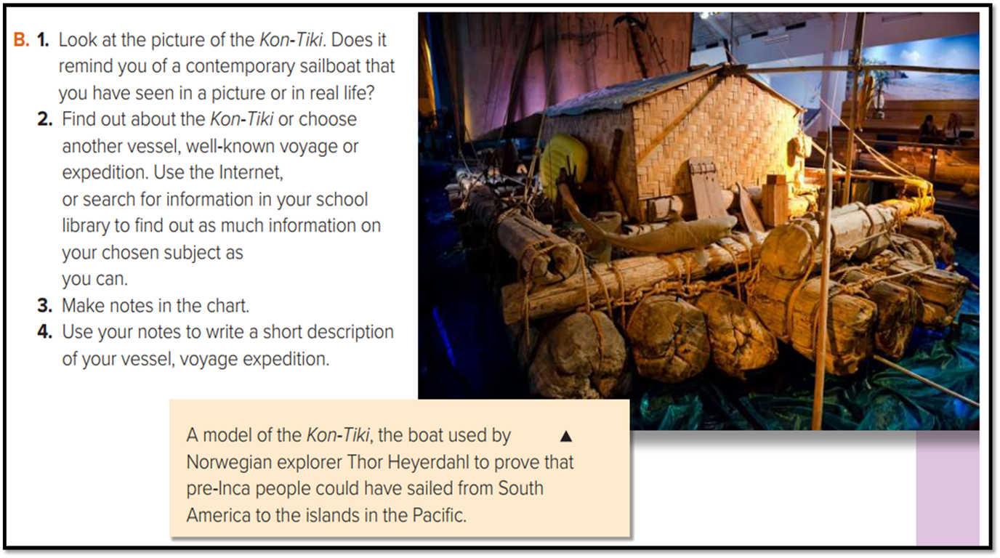 B. 1. Look at the picture of the Kon-Tiki. Does it
remind you of a contemporary sailboat that
you have seen in a picture or in real life?
2. Find out about the Kon-Tiki or choose
another vessel, well-known voyage or
expedition. Use the Internet,
or search for information in your school
library to find out as much information on
your chosen subject as
you can.
3. Make notes in the chart.
4. Use your notes to write a short description
of your vessel, voyage expedition.
A model of the Kon-Tiki, the boat used by ▲
Norwegian explorer Thor Heyerdahl to prove that
pre-Inca people could have sailed from South
America to the islands in the Pacific.